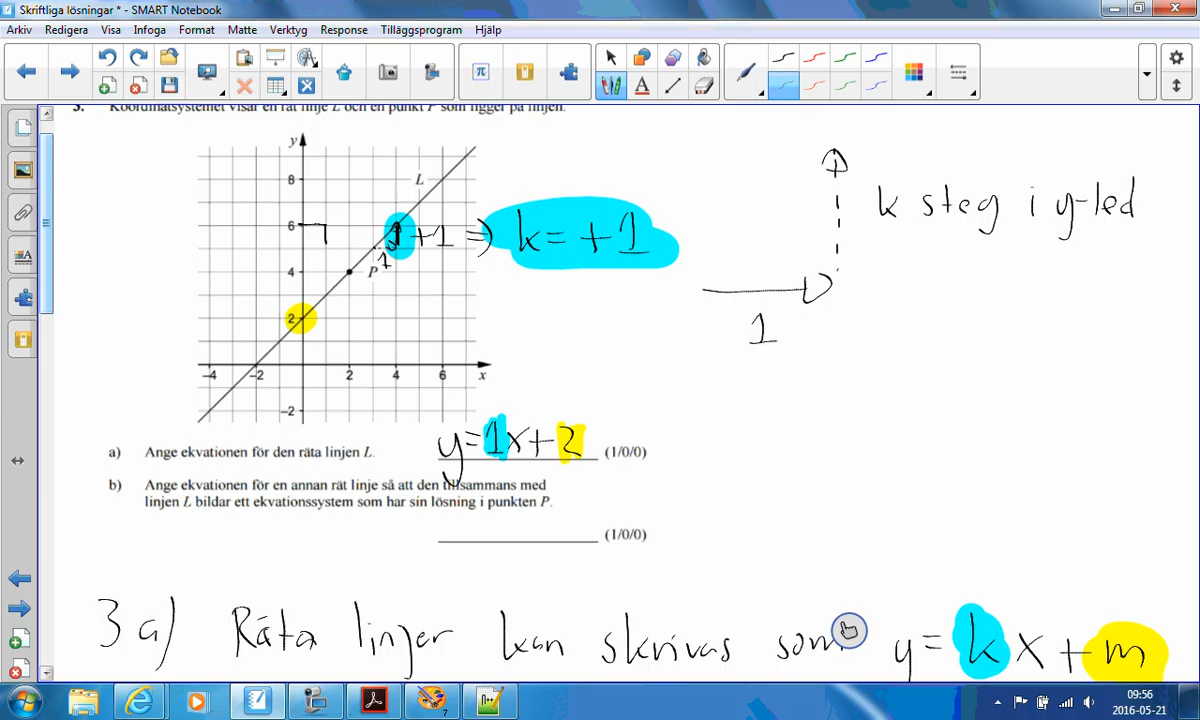 Skriftliga lösningar * - SMART Notebook
Arkiv Redigera Visa Infoga Format Matte Verktyg Response Tilläggsprogram Hjälp
3. Koordinatsystemet visar en rät linje L och en punkt P som ligger på linjen.
y
8
L
6
4
P
2
-4 -2 2 4 6 x
-2
1
+1 => k = +1
k steg i y-led
1
a) Ange ekvationen för den räta linjen L. y = 1x + 2 (1/0/0)
b) Ange ekvationen för en annan rät linje så att den tillsammans med
linjen L bildar ett ekvationssystem som har sin lösning i punkten P.
(1/0/0)
3 a) Räta linjer kan skrivas som y = kx + m
09:56
2016-05-21